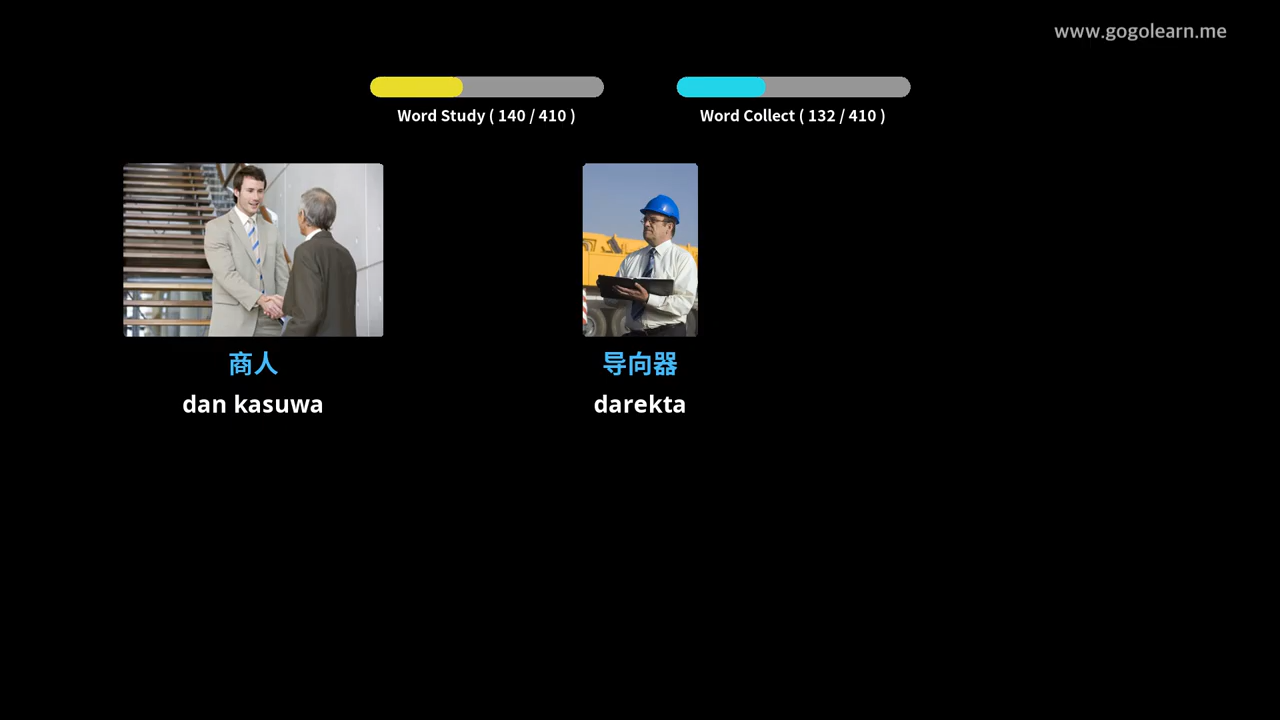 www.gogolearn.me
Word Study ( 140 / 410 )
Word Collect ( 132 / 410 )
商人
dan kasuwa
导向器
darekta